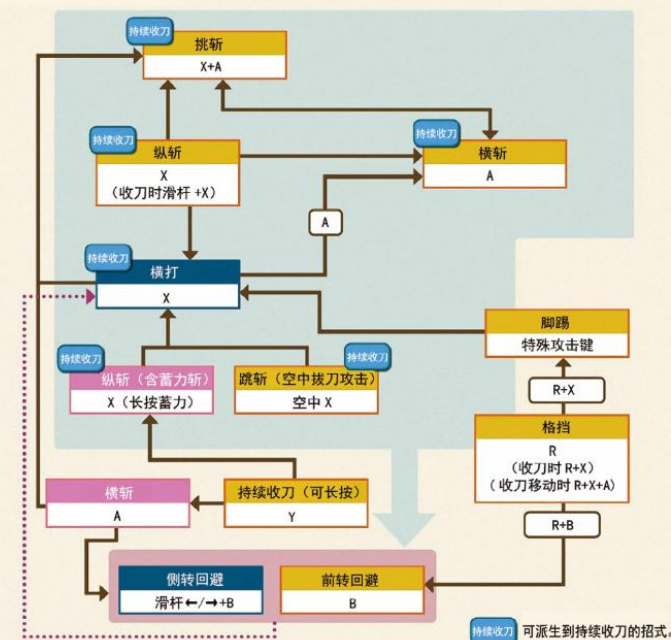 持续收刀
挑斩
X+A
持续收刀
纵斩
X
（收刀时滑杆 +X）
持续收刀
横斩
A
A
持续收刀
横打
X
脚踢
特殊攻击键
持续收刀
纵斩（含蓄力斩）
X（长按蓄力）
持续收刀
跳斩（空中拔刀攻击）
空中 X
R+X
格挡
R
（收刀时 R+X）
（收刀移动时 R+X+A）
横斩
A
持续收刀（可长按）
Y
R+B
侧转回避
滑杆←/→+B
前转回避
B
持续收刀 可派生到持续收刀的招式。